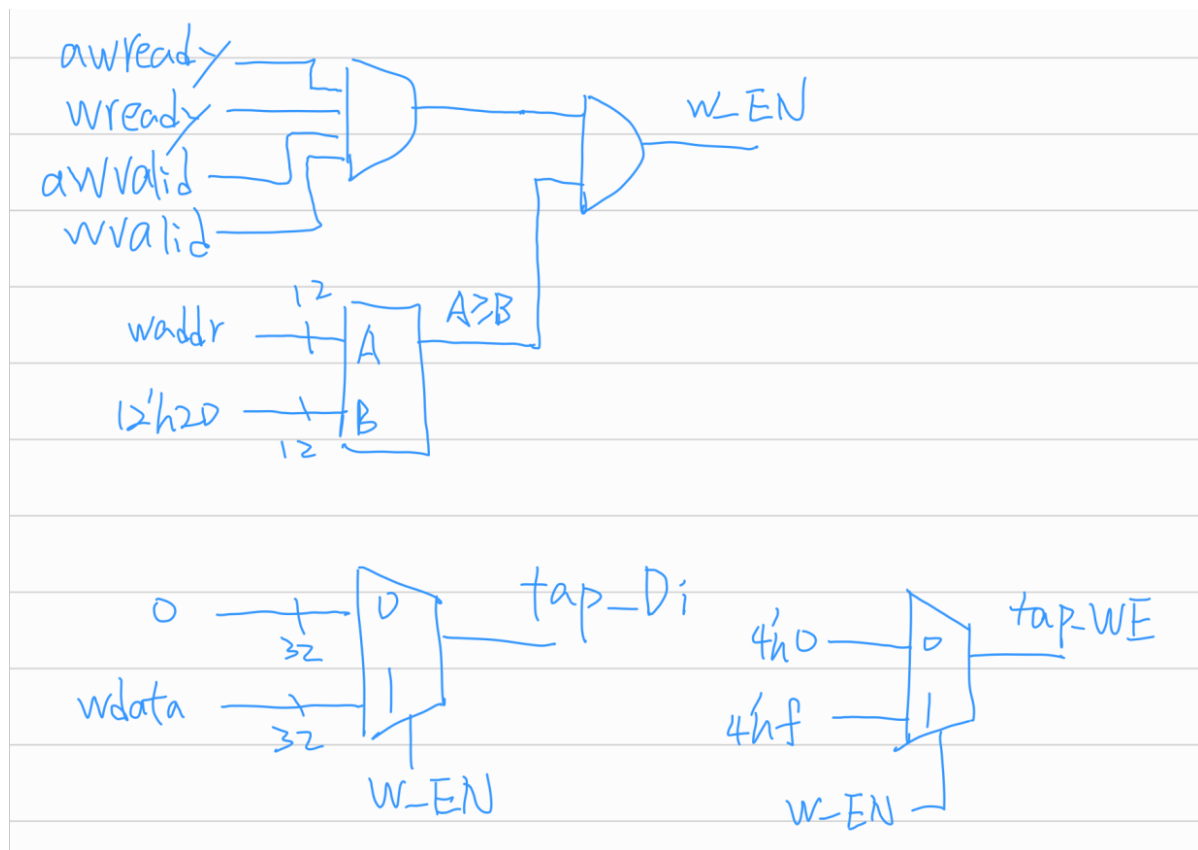 awready
wready
w_EN
awvalid
wvalid
12
waddr
A
A≥B
12'h20
B
12
0
32
0
tap_Di
wdata
32
1
W_EN
4'h0
0
tap_WE
4'hf
1
W_EN